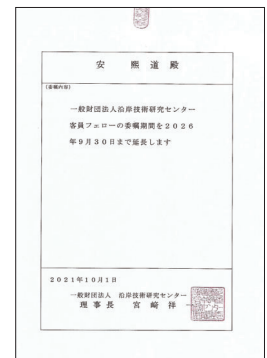 安 熙 道 殿
(委嘱内容)
一般財団法人沿岸技術研究センター
客員フェローの委嘱期間を2026
年9月30日まで延長します
2021年10月1日
一般財団法人 沿岸技術研究センター
理 事 長 宮 崎 祥 一